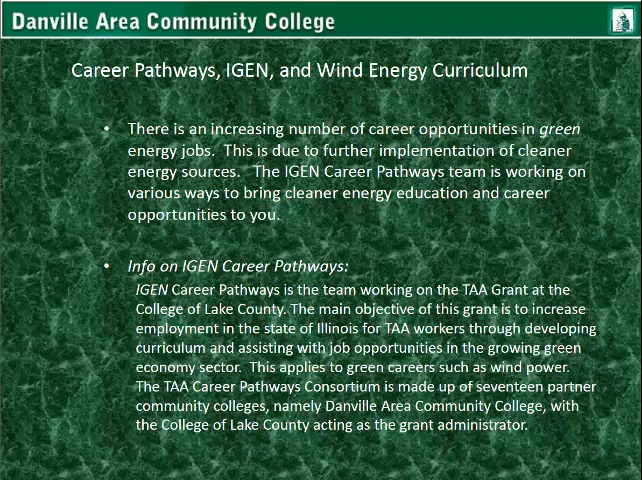 Danville Area Community College
Career Pathways, IGEN, and Wind Energy Curriculum
• There is an increasing number of career opportunities in green
energy jobs. This is due to further implementation of cleaner
energy sources. The IGEN Career Pathways team is working on
various ways to bring cleaner energy education and career
opportunities to you.
• Info on IGEN Career Pathways:
IGEN Career Pathways is the team working on the TAA Grant at the
College of Lake County. The main objective of this grant is to increase
employment in the state of Illinois for TAA workers through developing
curriculum and assisting with job opportunities in the growing green
economy sector. This applies to green careers such as wind power.
The TAA Career Pathways Consortium is made up of seventeen partner
community colleges, namely Danville Area Community College, with
the College of Lake County acting as the grant administrator.